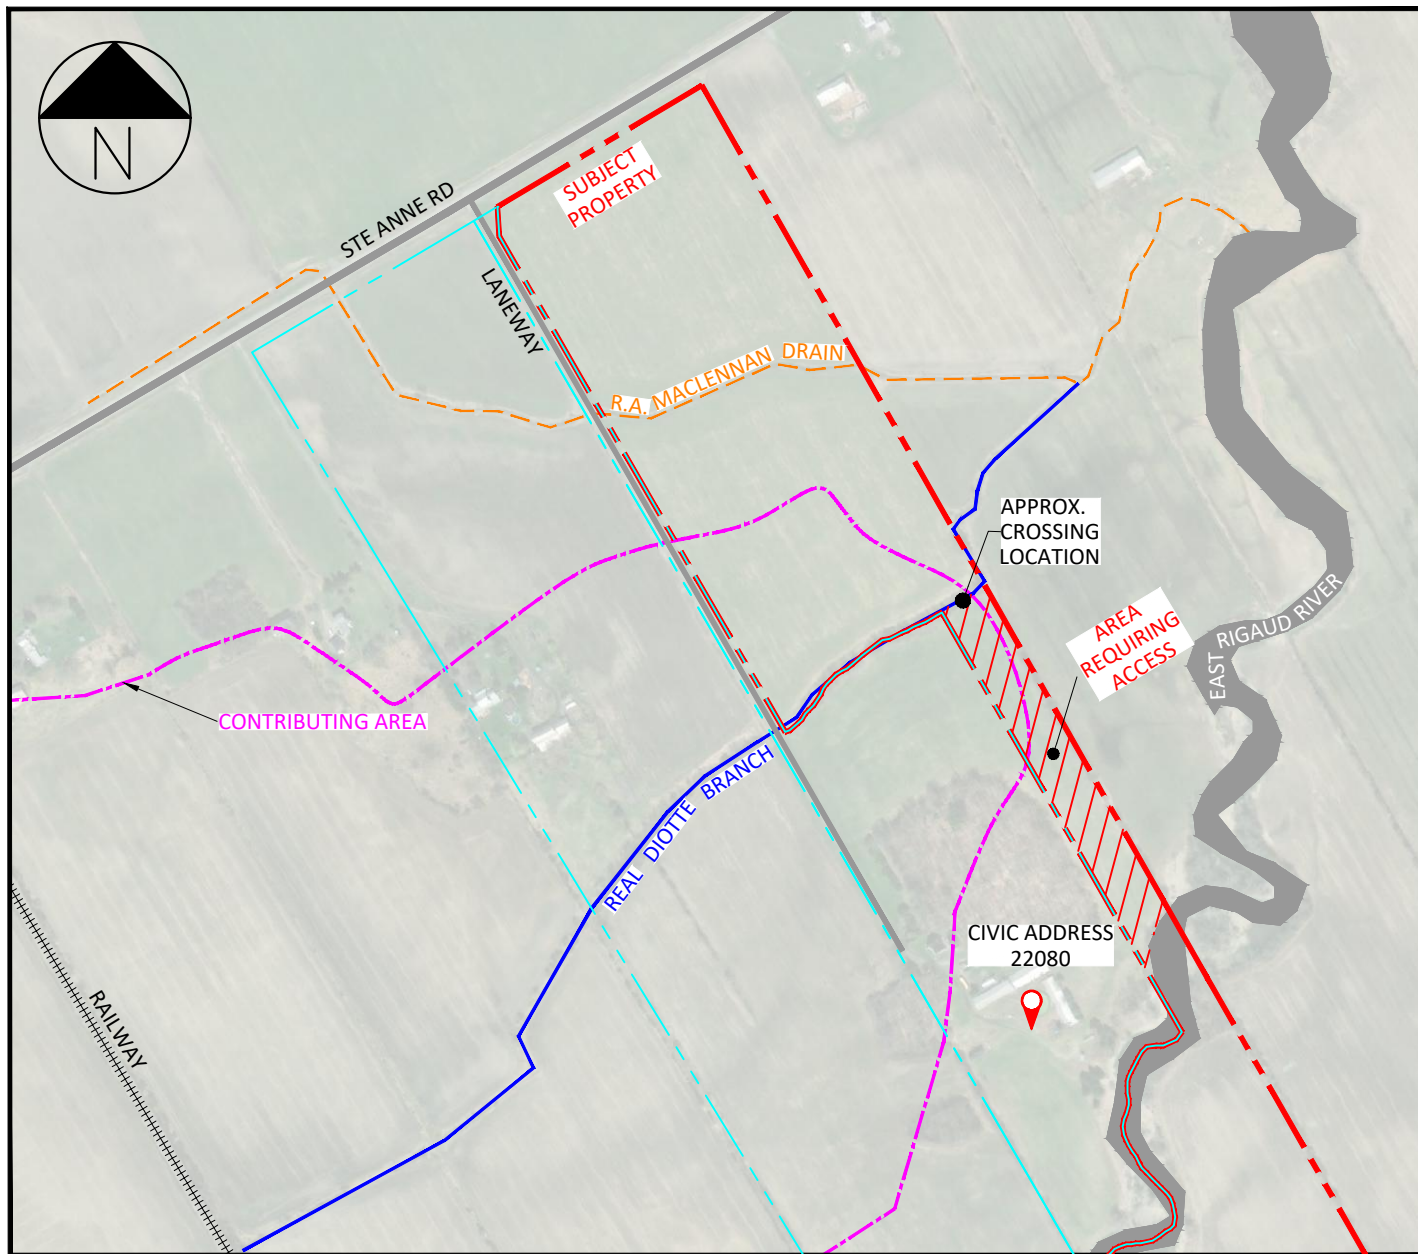 N
STE ANNE RD
SUBJECT
PROPERTY
LANEWAY
R.A. MACLENNAN DRAIN
APPROX.
CROSSING
LOCATION
AREA
REQUIRING
ACCESS
EAST RIGAUD RIVER
CONTRIBUTING AREA
REAL DIOTTE BRANCH
CIVIC ADDRESS
22080
RAILWAY